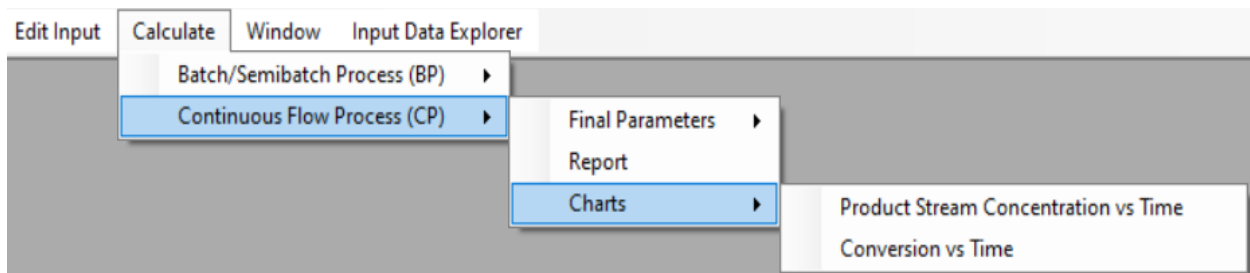 Edit Input Calculate Window Input Data Explorer
Batch/Semibatch Process (BP)
Continuous Flow Process (CP)
Final Parameters
Report
Charts
Product Stream Concentration vs Time
Conversion vs Time